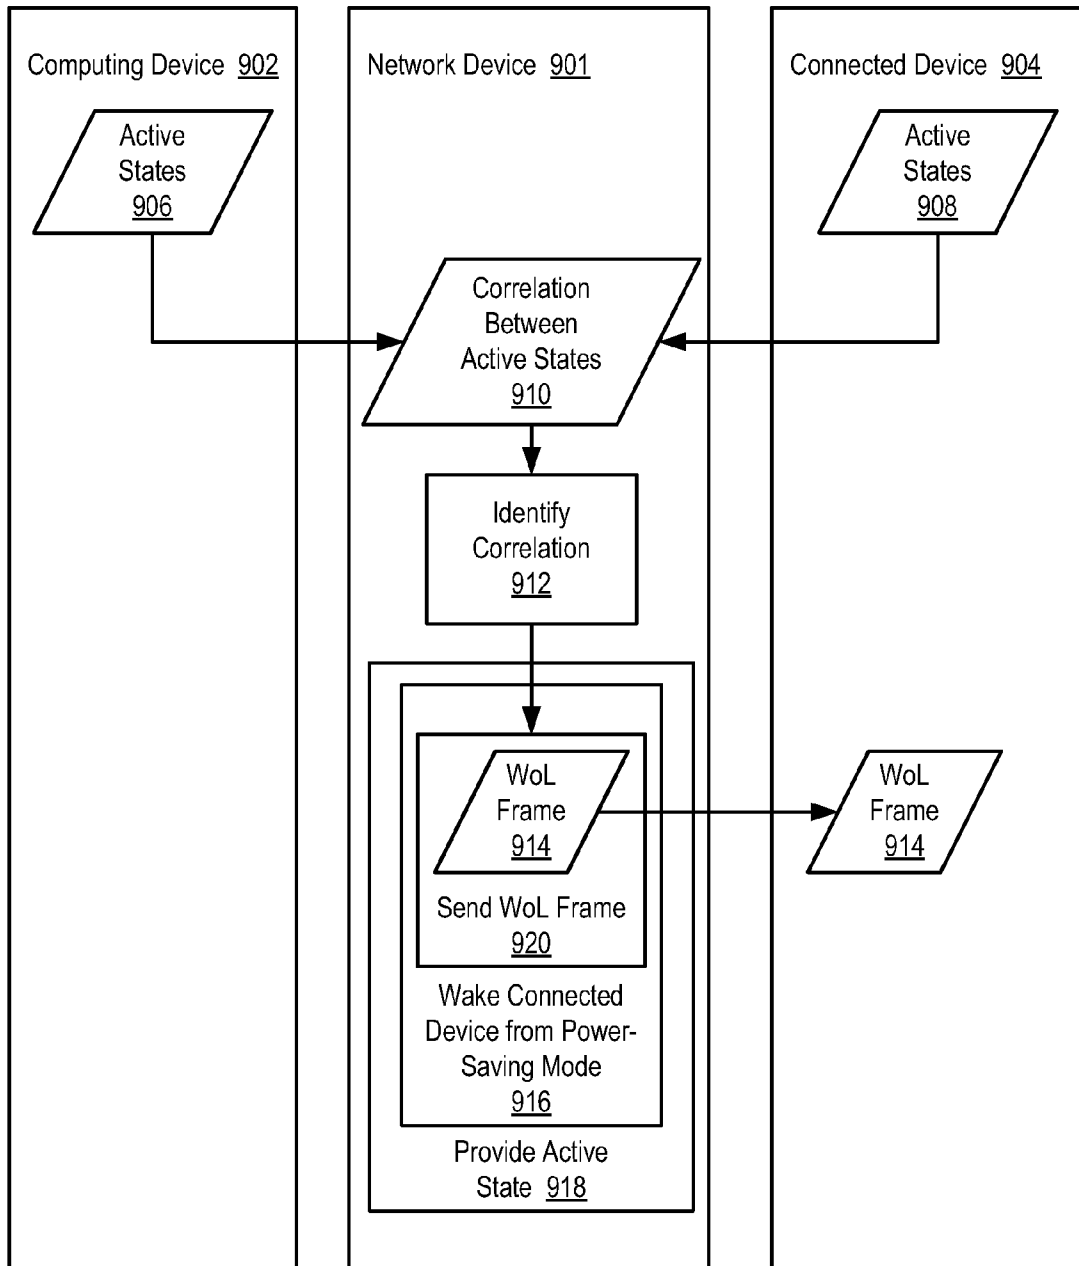 Computing Device 902
Network Device 901
Connected Device 904
Active
States
906
Active
States
908
Correlation
Between
Active States
910
Identify
Correlation
912
WoL
Frame
914
WoL
Frame
914
Send WoL Frame
920
Wake Connected
Device from Power-
Saving Mode
916
Provide Active
State 918